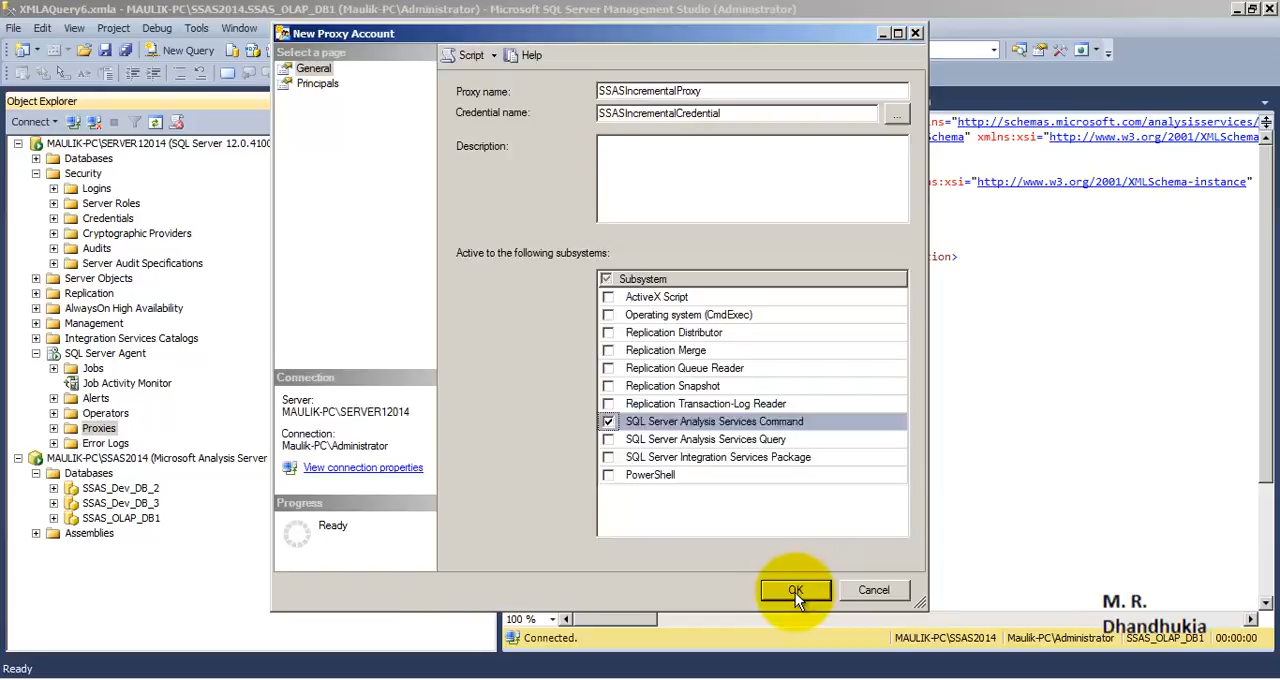 XMLAQuery6.xmla - MAULIK-PC\SSAS2014.SSAS_OLAP_DB1 (Maulik-PC\Administrator) - Microsoft SQL Server Management Studio (Administrator)
File Edit View Project Debug Tools Window
New Query
Object Explorer
Connect
MAULIK-PC\SERVER12014 (SQL Server 12.0.4100
Databases
Security
Logins
Server Roles
Credentials
Cryptographic Providers
Audits
Server Audit Specifications
Server Objects
Replication
AlwaysOn High Availability
Management
Integration Services Catalogs
SQL Server Agent
Jobs
Job Activity Monitor
Alerts
Operators
Proxies
Error Logs
MAULIK-PC\SSAS2014 (Microsoft Analysis Server
Databases
SSAS_Dev_DB_2
SSAS_Dev_DB_3
SSAS_OLAP_DB1
Assemblies
New Proxy Account
Select a page
General
Principals
Connection
Server:
MAULIK-PC\SERVER12014
Connection:
Maulik-PC\Administrator
View connection properties
Progress
Ready
Script Help
Proxy name: SSASIncrementalProxy
Credential name: SSASIncrementalCredential ...
Description:
Active to the following subsystems:
Subsystem
ActiveX Script
Operating system (CmdExec)
Replication Distributor
Replication Merge
Replication Queue Reader
Replication Snapshot
Replication Transaction-Log Reader
SQL Server Analysis Services Command
SQL Server Analysis Services Query
SQL Server Integration Services Package
PowerShell
OK Cancel
ns="http://schemas.microsoft.com/analysisservices/
ema" xmlns:xsi="http://www.w3.org/2001/XMLS
s:xsi="http://www.w3.org/2001/XMLSchema-instance"
ion>
M. R.
Dhandhukia
100 %
Connected. MAULIK-PC\SSAS2014 Maulik-PC\Administrator SSAS_OLAP_DB1 00:00:00
Ready